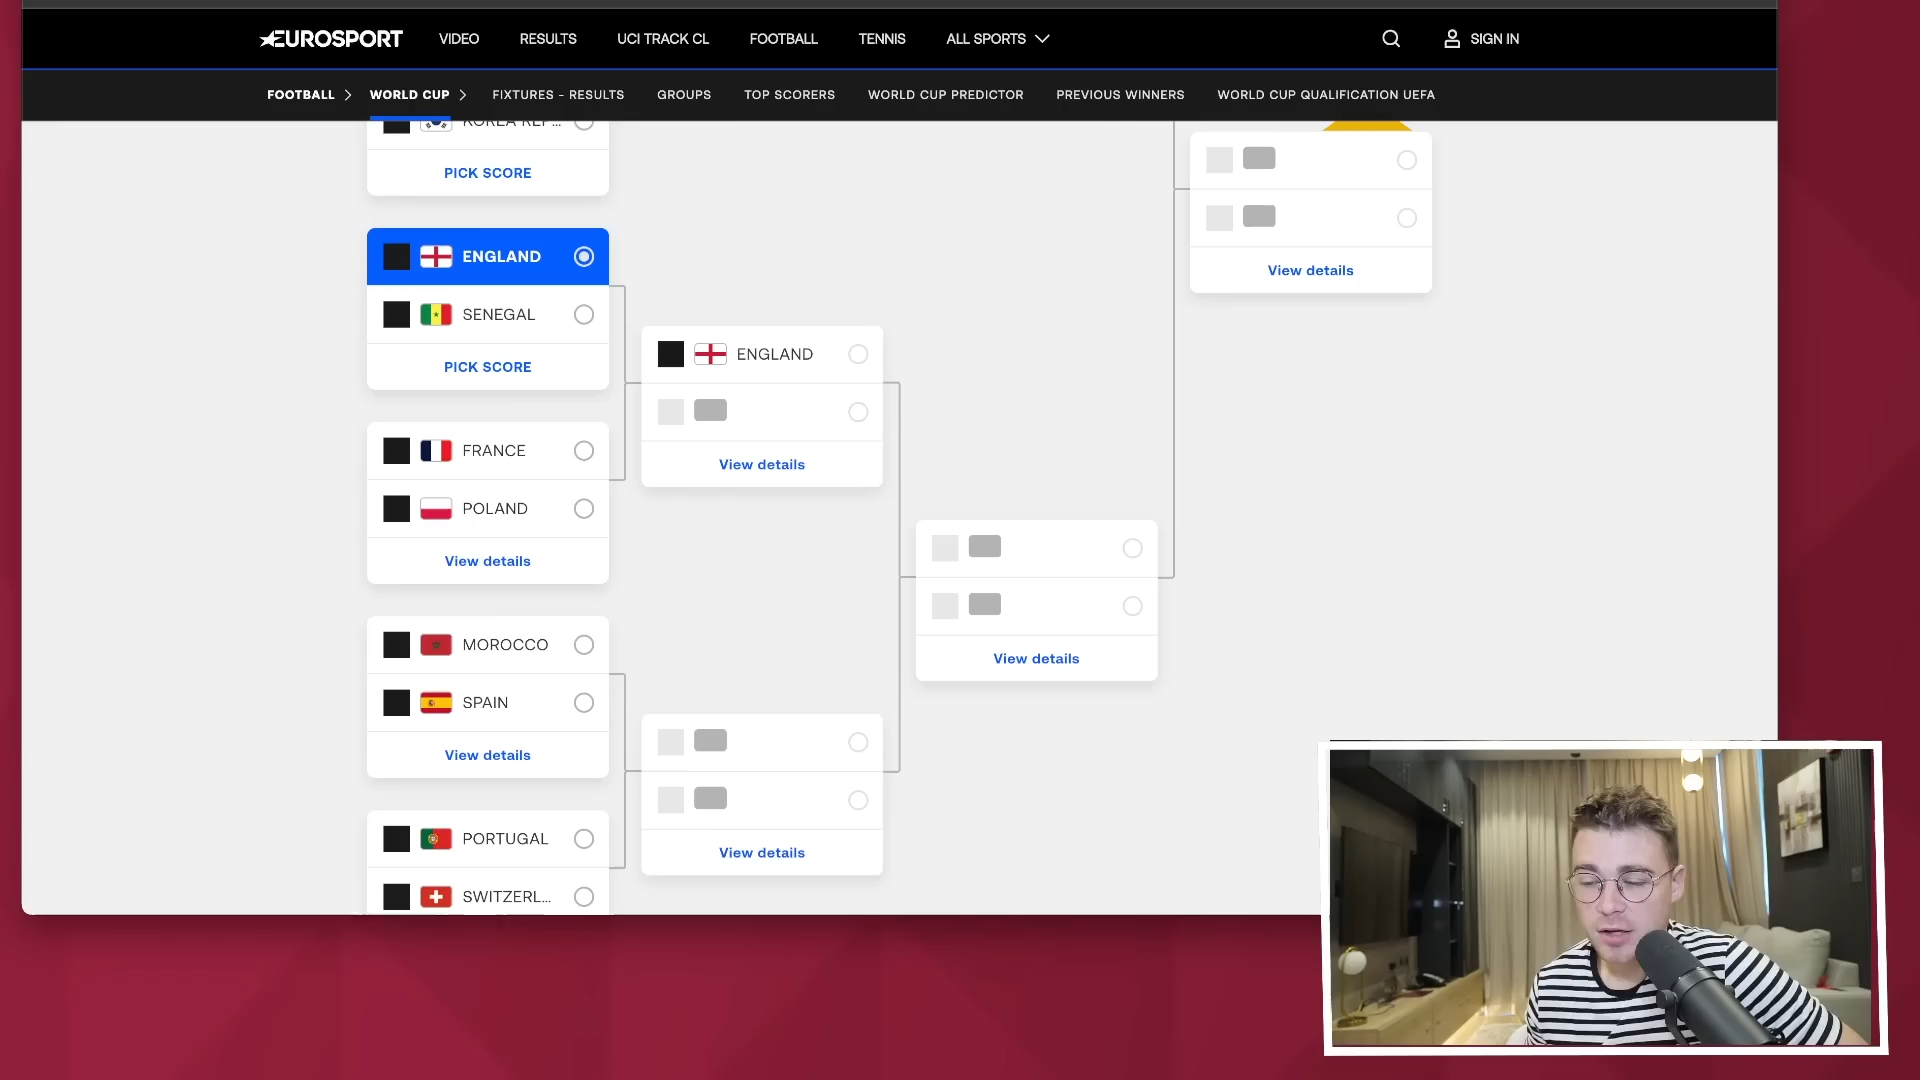 EUROSPORT VIDEO RESULTS UCI TRACK CL FOOTBALL TENNIS ALL SPORTS SIGN IN
FOOTBALL WORLD CUP FIXTURES - RESULTS GROUPS TOP SCORERS WORLD CUP PREDICTOR PREVIOUS WINNERS WORLD CUP QUALIFICATION UEFA
KOREA REP...
PICK SCORE
ENGLAND
SENEGAL
PICK SCORE
FRANCE
POLAND
View details
MOROCCO
SPAIN
View details
PORTUGAL
SWITZERL...
ENGLAND
View details
View details
View details
View details